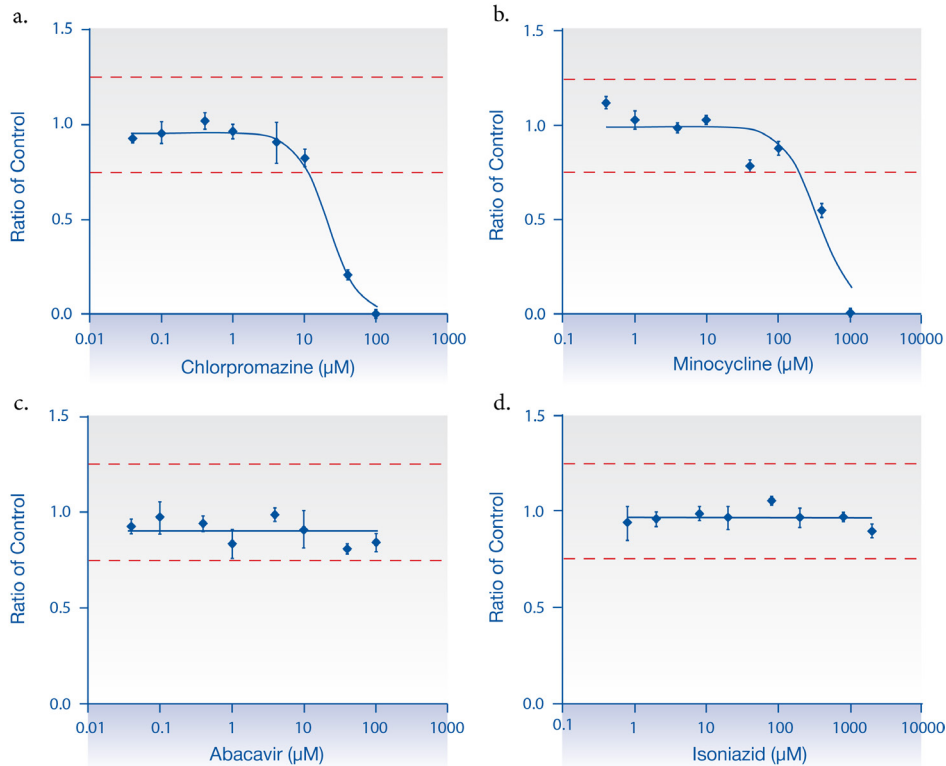 a.
1.5
1.0
0.5
0.0
Ratio of Control
0.01 0.1 1 10 100 1000
Chlorpromazine (µM)
b.
1.5
1.0
0.5
0.0
Ratio of Control
0.1 1 10 100 1000 10000
Minocycline (µM)
c.
1.5
1.0
0.5
0.0
Ratio of Control
0.01 0.1 1 10 100 1000
Abacavir (µM)
d.
1.5
1.0
0.5
0.0
Ratio of Control
0.1 1 10 100 1000 10000
Isoniazid (µM)